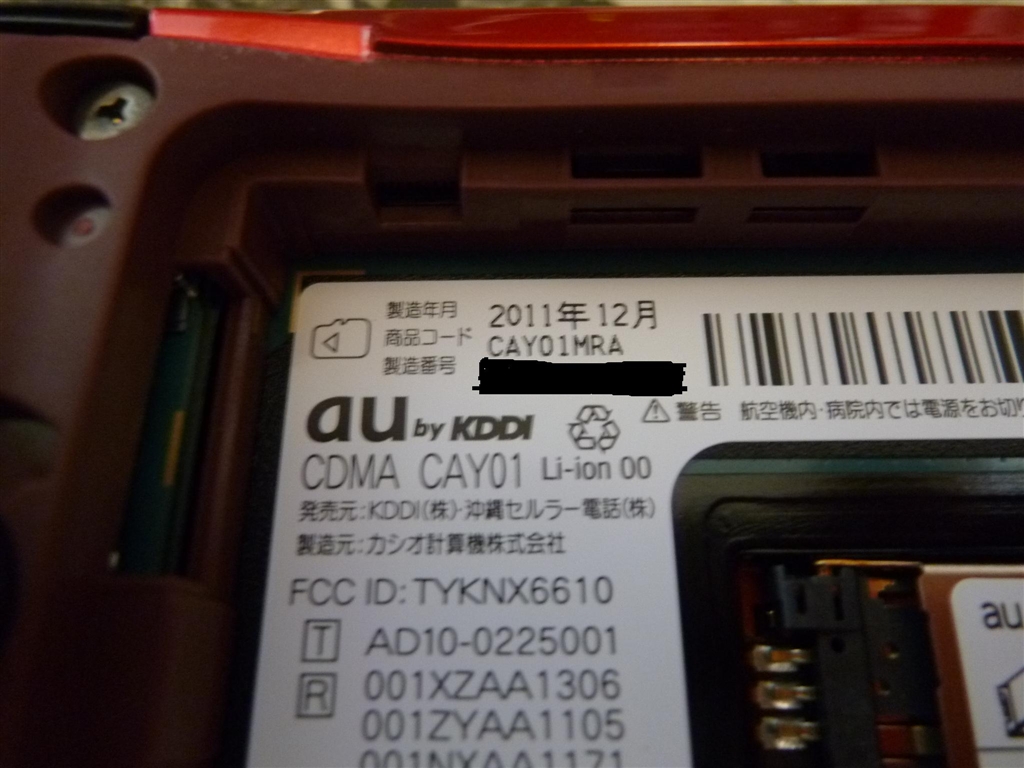 製造年月 2011年12月
商品コード CAY01MRA
製造番号
au by KDDI
警告 航空機内・病院内では電源をお切り
CDMA CAY01 Li-ion 00
発売元:KDDI(株)・沖縄セルラー電話(株)
製造元:カシオ計算機株式会社
FCC ID: TYKNX6610
T AD10-0225001
R 001XZAA1306
001ZYAA1105
001NXAA1171
au